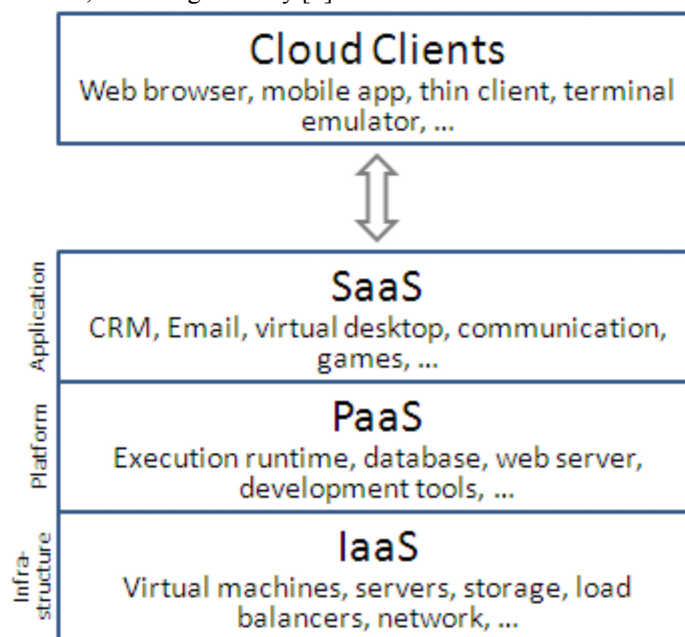 Cloud Clients
Web browser, mobile app, thin client, terminal
emulator, ...
Application
SaaS
CRM, Email, virtual desktop, communication,
games, ...
Platform
PaaS
Execution runtime, database, web server,
development tools, ...
Infra-
structure
IaaS
Virtual machines, servers, storage, load
balancers, network, ...